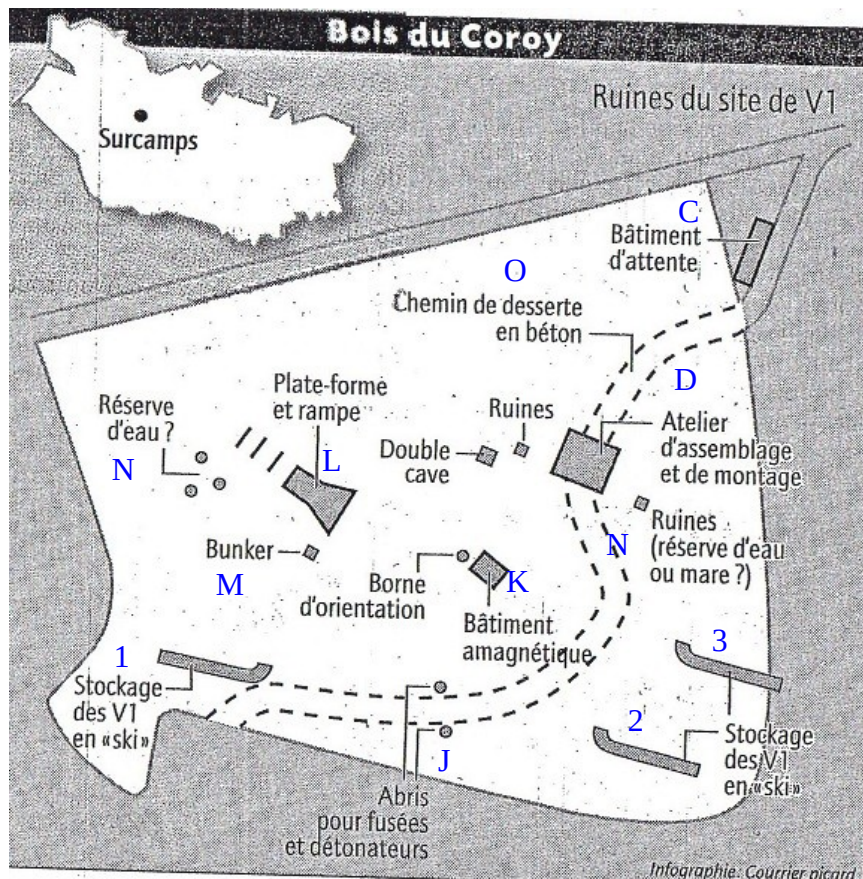 Bois du Coroy
Ruines du site de V1
Surcamps
C
Bâtiment
d'attente
O
Chemin de desserte
en béton
D
Plate-forme
et rampe
Réserve
d'eau ?
N
L
Ruines
Double
cave
Atelier
d'assemblage
et de montage
Bunker
M
Borne
d'orientation
K
Bâtiment
amagnétique
N
Ruines
(réserve d'eau
ou mare ?)
1
Stockage
des V1
en «ski»
3
2
Stockage
des V1
en «ski»
J
Abris
pour fusées
et détonateurs
Infographie. Courrier picard